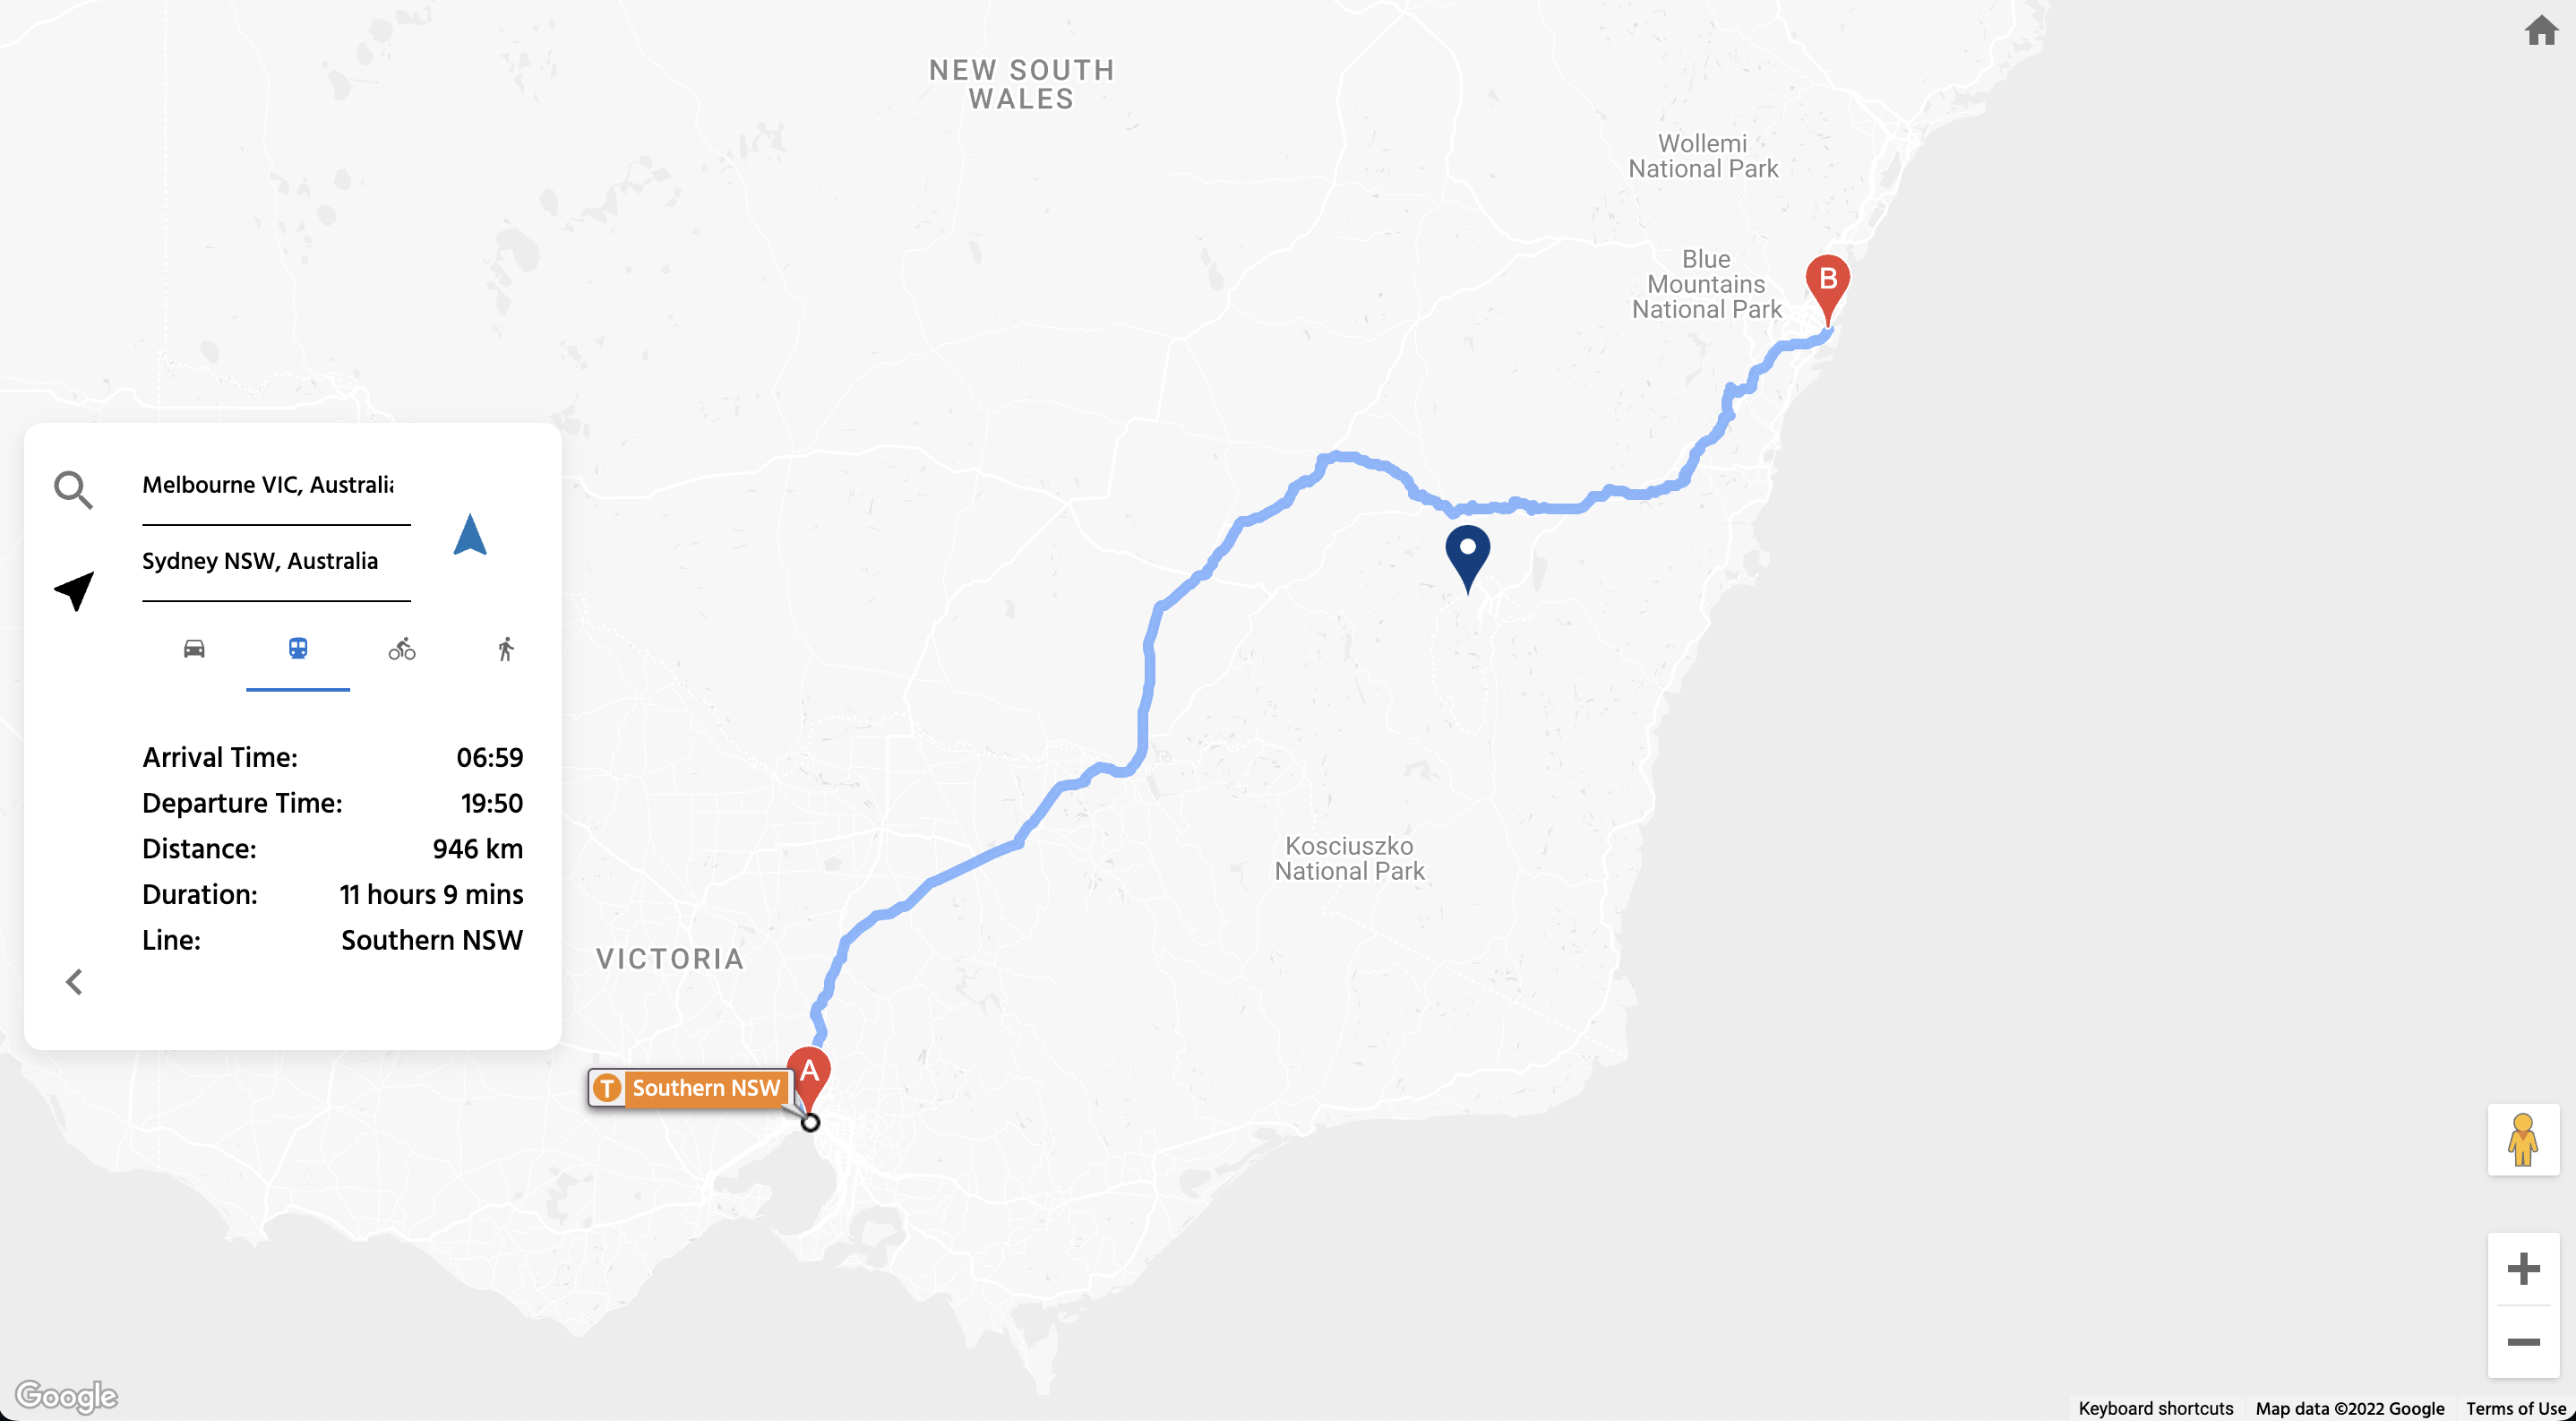 NEW SOUTH
WALES
Wollemi
National Park
Blue
Mountains
National Park
B
Melbourne VIC, Australia
Sydney NSW, Australia
Arrival Time: 06:59
Departure Time: 19:50
Distance: 946 km
Duration: 11 hours 9 mins
Line: Southern NSW
Kosciuszko
National Park
VICTORIA
A
T Southern NSW
Google
Keyboard shortcuts Map data ©2022 Google Terms of Use